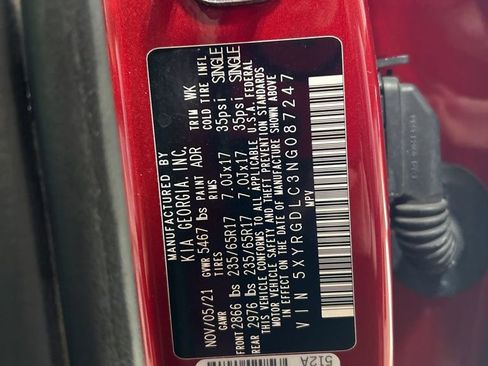 MANUFACTURED BY
KIA GEORGIA, INC.
NOV/05/21 GVWR 5467 lbs PAINT ADR TRIM WK
GAWR TIRES RIMS COLD TIRE INFL
FRONT 2866 lbs 235/65R17 7.0Jx17 35psi SINGLE
REAR 2976 lbs 235/65R17 7.0Jx17 35psi SINGLE
THIS VEHICLE CONFORMS TO ALL APPLICABLE U.S.A. FEDERAL
MOTOR VEHICLE SAFETY AND THEFT PREVENTION STANDARDS
IN EFFECT ON THE DATE OF MANUFACTURE SHOWN ABOVE
VIN 5XYRGDLC3NG087247
MPV
512A